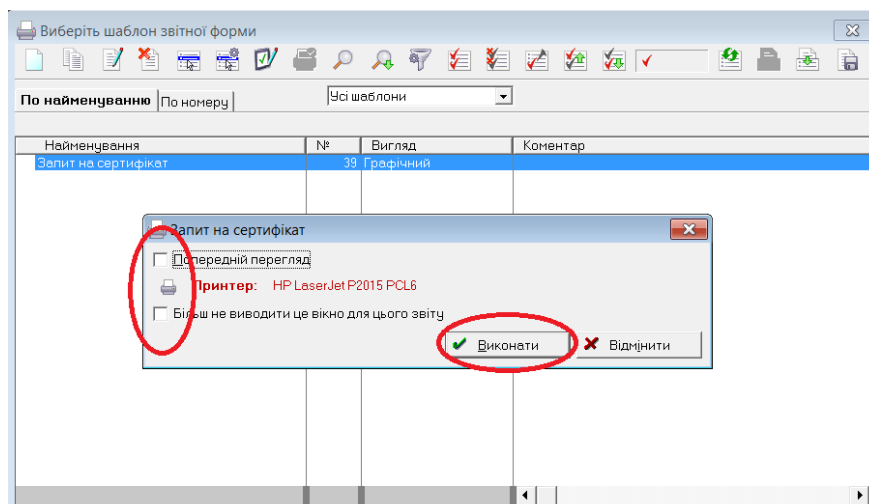 Виберіть шаблон звітної форми
По найменуванню По номеру Усі шаблони
Найменування № Вигляд Коментар
Запит на сертифікат 39 Графічний
Запит на сертифікат
Попередній перегляд
Принтер: HP LaserJet P2015 PCL6
Більш не виводити це вікно для цього звіту
Виконати Відмінити